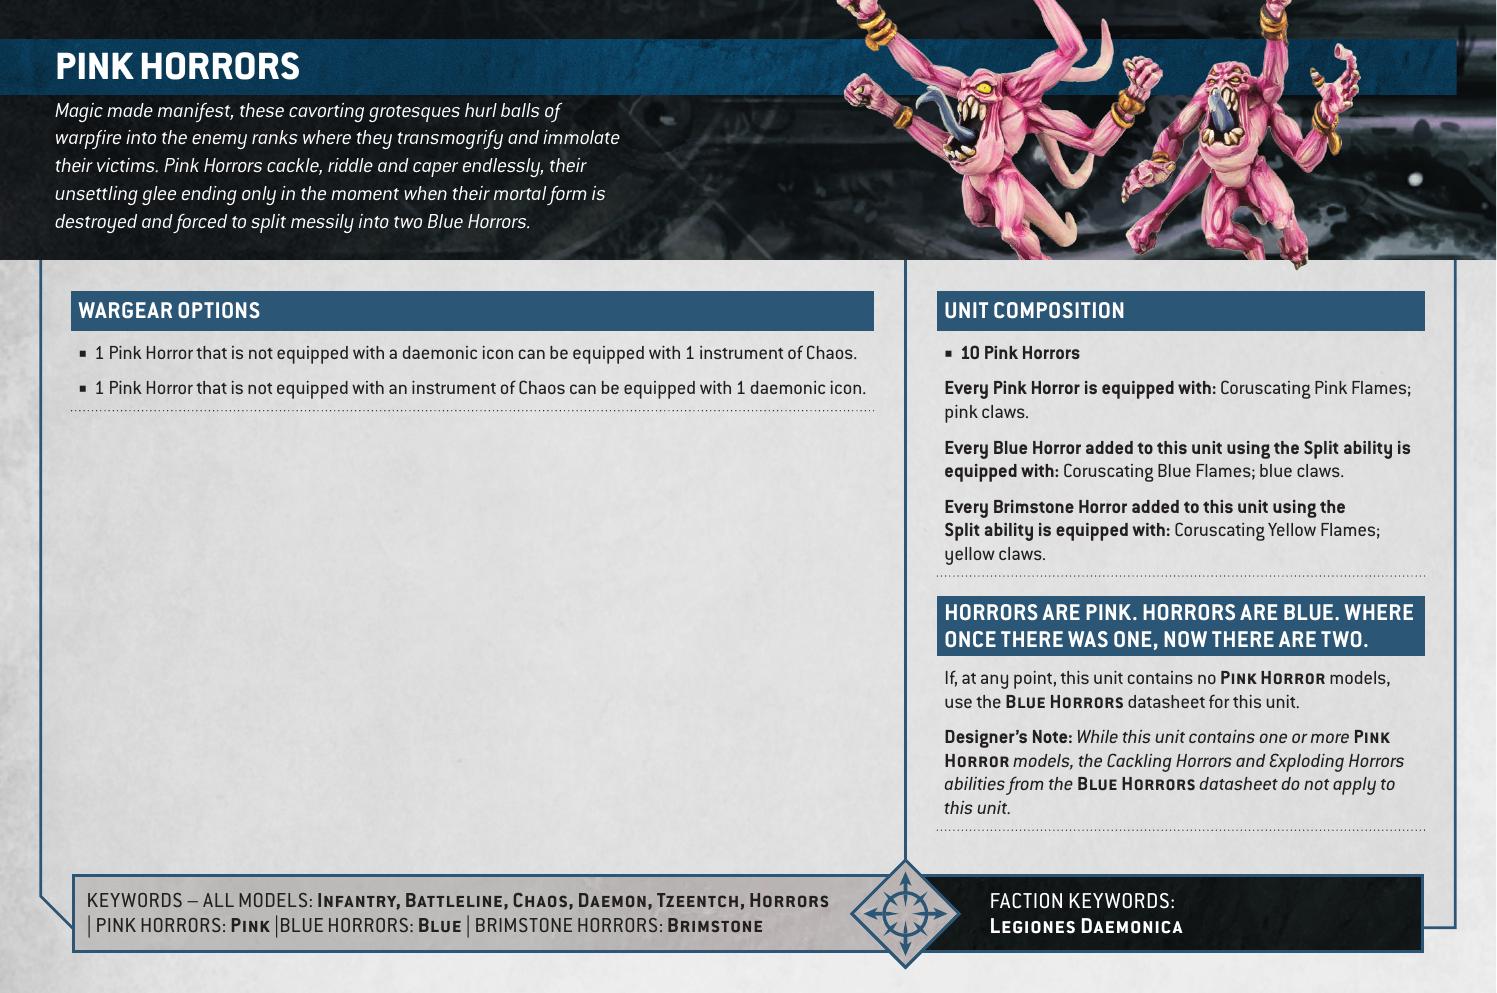 PINK HORRORS
Magic made manifest, these cavorting grotesques hurl balls of
warpfire into the enemy ranks where they transmogrify and immolate
their victims. Pink Horrors cackle, riddle and caper endlessly, their
unsettling glee ending only in the moment when their mortal form is
destroyed and forced to split messily into two Blue Horrors.
WARGEAR OPTIONS
▪ 1 Pink Horror that is not equipped with a daemonic icon can be equipped with 1 instrument of Chaos.
▪ 1 Pink Horror that is not equipped with an instrument of Chaos can be equipped with 1 daemonic icon.
UNIT COMPOSITION
▪ 10 Pink Horrors
Every Pink Horror is equipped with: Coruscating Pink Flames;
pink claws.
Every Blue Horror added to this unit using the Split ability is
equipped with: Coruscating Blue Flames; blue claws.
Every Brimstone Horror added to this unit using the
Split ability is equipped with: Coruscating Yellow Flames;
yellow claws.
HORRORS ARE PINK. HORRORS ARE BLUE. WHERE
ONCE THERE WAS ONE, NOW THERE ARE TWO.
If, at any point, this unit contains no PINK HORROR models,
use the BLUE HORRORS datasheet for this unit.
Designer's Note: While this unit contains one or more PINK
HORROR models, the Cackling Horrors and Exploding Horrors
abilities from the BLUE HORRORS datasheet do not apply to
this unit.
KEYWORDS – ALL MODELS: INFANTRY, BATTLELINE, CHAOS, DAEMON, TZEENTCH, HORRORS
| PINK HORRORS: PINK |BLUE HORRORS: BLUE | BRIMSTONE HORRORS: BRIMSTONE
FACTION KEYWORDS:
LEGIONES DAEMONICA